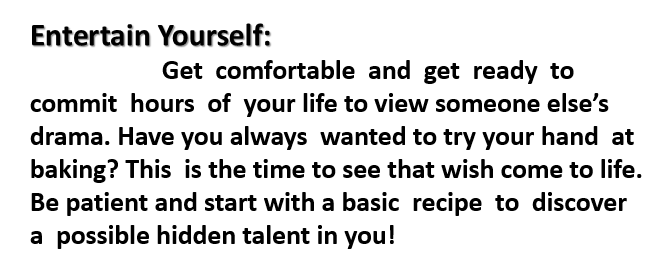 Entertain Yourself:
Get comfortable and get ready to
commit hours of your life to view someone else’s
drama. Have you always wanted to try your hand at
baking? This is the time to see that wish come to life.
Be patient and start with a basic recipe to discover
a possible hidden talent in you!